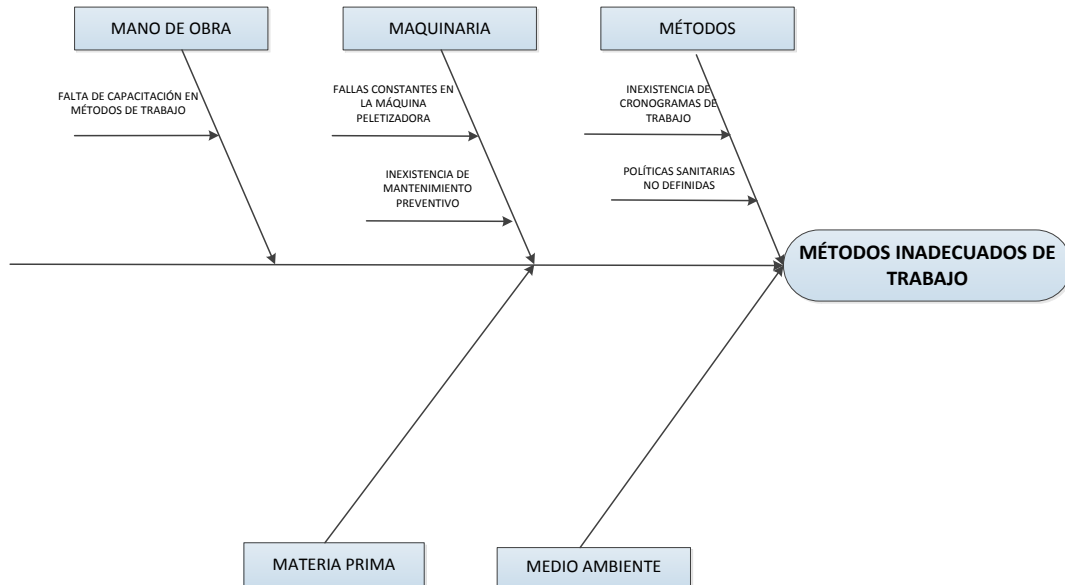 MANO DE OBRA
MAQUINARIA
MÉTODOS
FALTA DE CAPACITACIÓN EN
MÉTODOS DE TRABAJO
FALLAS CONSTANTES EN
LA MÁQUINA
PELETIZADORA
INEXISTENCIA DE
CRONOGRAMAS DE
TRABAJO
INEXISTENCIA DE
MANTENIMIENTO
PREVENTIVO
POLÍTICAS SANITARIAS
NO DEFINIDAS
MÉTODOS INADECUADOS DE
TRABAJO
MATERIA PRIMA
MEDIO AMBIENTE